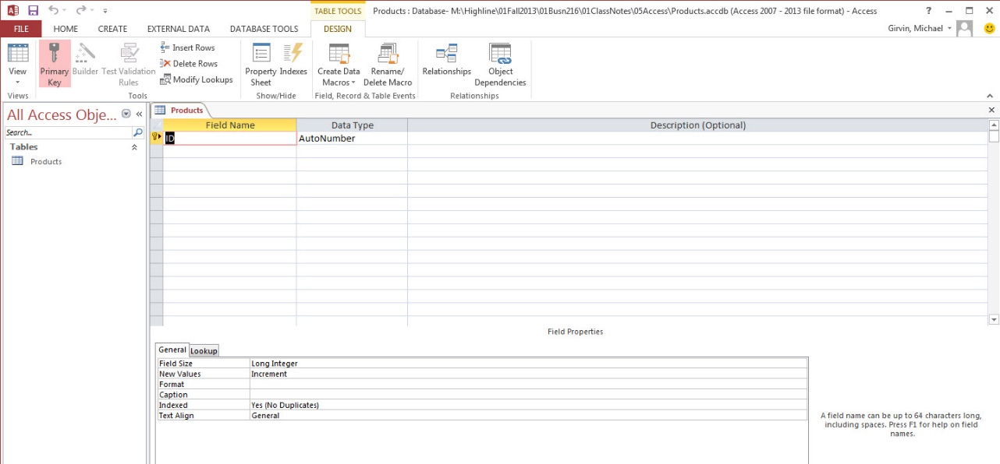 TABLE TOOLS Products : Database- M:\Highline\01Fall2013\01Busn216\01ClassNotes\05Access\Products.accdb (Access 2007 - 2013 file format) - Access
FILE HOME CREATE EXTERNAL DATA DATABASE TOOLS DESIGN Girvin, Michael
View
Primary Key
Builder
Test Validation Rules
Insert Rows
Delete Rows
Modify Lookups
Property Sheet
Indexes
Create Data Macros
Rename/ Delete Macro
Relationships
Object Dependencies
Views Tools Show/Hide Field, Record & Table Events Relationships
All Access Obje...
Search...
Tables
Products
Products
Field Name Data Type Description (Optional)
ID AutoNumber
Field Properties
General Lookup
Field Size Long Integer
New Values Increment
Format
Caption
Indexed Yes (No Duplicates)
Text Align General
A field name can be up to 64 characters long,
including spaces. Press F1 for help on field
names.